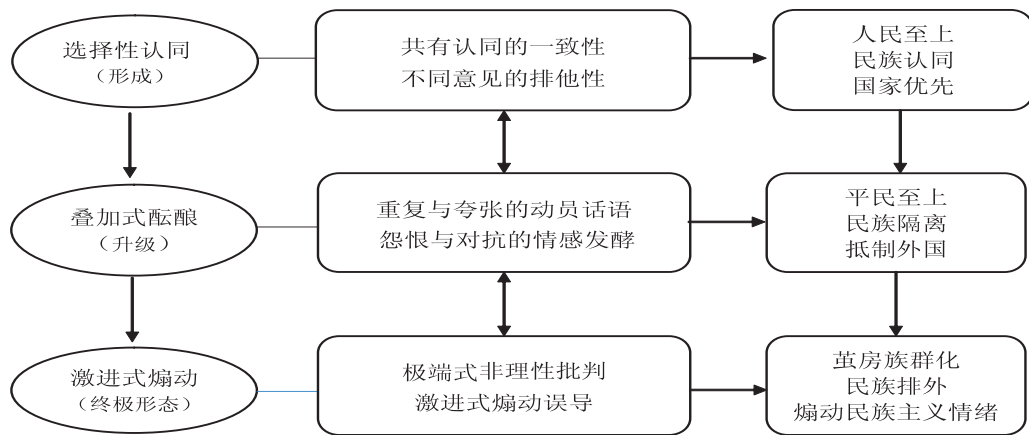 选择性认同
（形成）
共有认同的一致性
不同意见的排他性
人民至上
民族认同
国家优先
叠加式酝酿
（升级）
重复与夸张的动员话语
怨恨与对抗的情感发酵
平民至上
民族隔离
抵制外国
激进式煽动
（终极形态）
极端式非理性批判
激进式煽动误导
茧房族群化
民族排外
煽动民族主义情绪